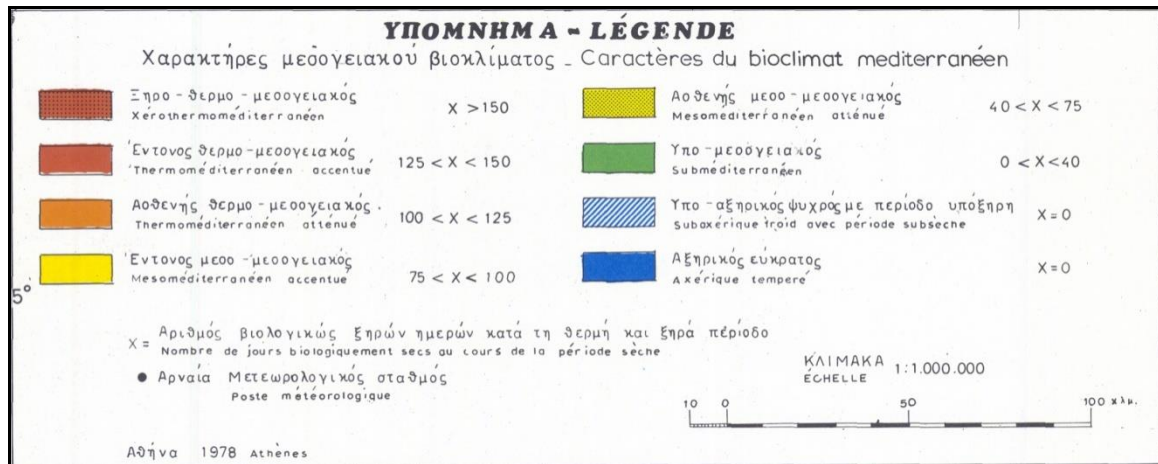 ΥΠΟΜΝΗΜΑ - LÉGENDE
Χαρακτήρες μεσογειακού βιοκλίματος - Caractères du bioclimat mediterranéen
Ξηρο - θερμο - μεσογειακός X > 150
Xérothermoméditerranéen
Έντονος θερμο - μεσογειακός 125 < X < 150
Thermoméditerranéen accentué
Ασθενής θερμο - μεσογειακός . 100 < X < 125
Thermoméditerranéen atténué
Έντονος μεσο - μεσογειακός 75 < X < 100
Mesoméditerranéen accentue
Ασθενής μεσο - μεσογειακός 40 < X < 75
Mesoméditerranéen atténué
Υπο - μεσογειακός 0 < X < 40
Subméditerranéen
Υπο - αξηρικός ψυχρός με περίοδο υπόξηρη X = 0
Subaxérique froid avec période subsèche
Αξηρικός εύκρατος X = 0
Axérique temperé
5°
X = Αριθμός βιολογικώς ξηρών ημερών κατά τη θερμή και ξηρά περίοδο
Nombre de jours biologiquement secs au cours de la période sèche
● Αρναία Μετεωρολογικός σταθμός
Poste météorologique
ΚΛΙΜΑΚΑ 1:1.000.000
ÉCHELLE
10 0 50 100 χλμ.
Αθήνα 1978 Athènes